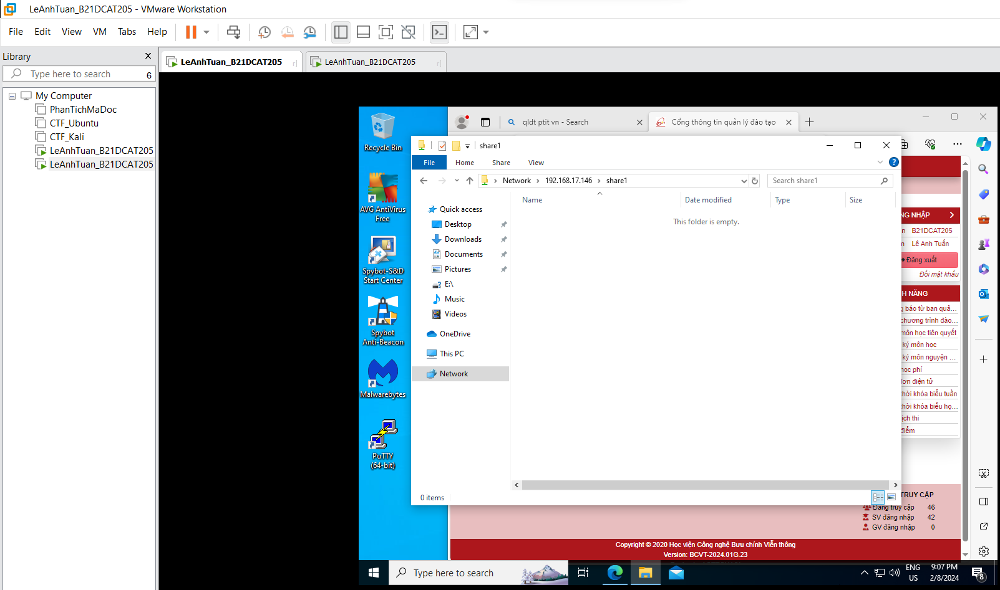 LeAnhTuan_B21DCAT205 - VMware Workstation
File Edit View VM Tabs Help
Library
Type here to search
6
My Computer
PhanTichMaDoc
CTF_Ubuntu
CTF_Kali
LeAnhTuan_B21DCAT205
LeAnhTuan_B21DCAT205
LeAnhTuan_B21DCAT205
LeAnhTuan_B21DCAT205
Recycle Bin
AVG AntiVirus
Free
Spybot-S&D
Start Center
Spybot
Anti-Beacon
Malwarebytes
PuTTY
(64-bit)
qldt ptit vn - Search
Cổng thông tin quản lý đào tạo
share1
File Home Share View
Network > 192.168.17.146 > share1
Search share1
Name Date modified Type Size
This folder is empty.
Quick access
Desktop
Downloads
Documents
Pictures
E:\
Music
Videos
OneDrive
This PC
Network
0 items
NG NHẬP
n B21DCAT205
n Lê Anh Tuấn
Đăng xuất
Đổi mật khẩu
H NĂNG
g báo từ ban quả...
chương trình đào...
môn học tiên quyết
ký môn học
ký môn nguyện ...
học phí
đơn điện tử
thời khóa biểu tuần
thời khóa biểu họ...
ịch thi
điểm
TRUY CẬP
Đang truy cập 46
SV đăng nhập 42
GV đăng nhập 0
Copyright © 2020 Học viện Công nghệ Bưu chính Viễn thông
Version: BCVT-2024.01G.23
Type here to search
ENG
US
9:07 PM
2/8/2024
8